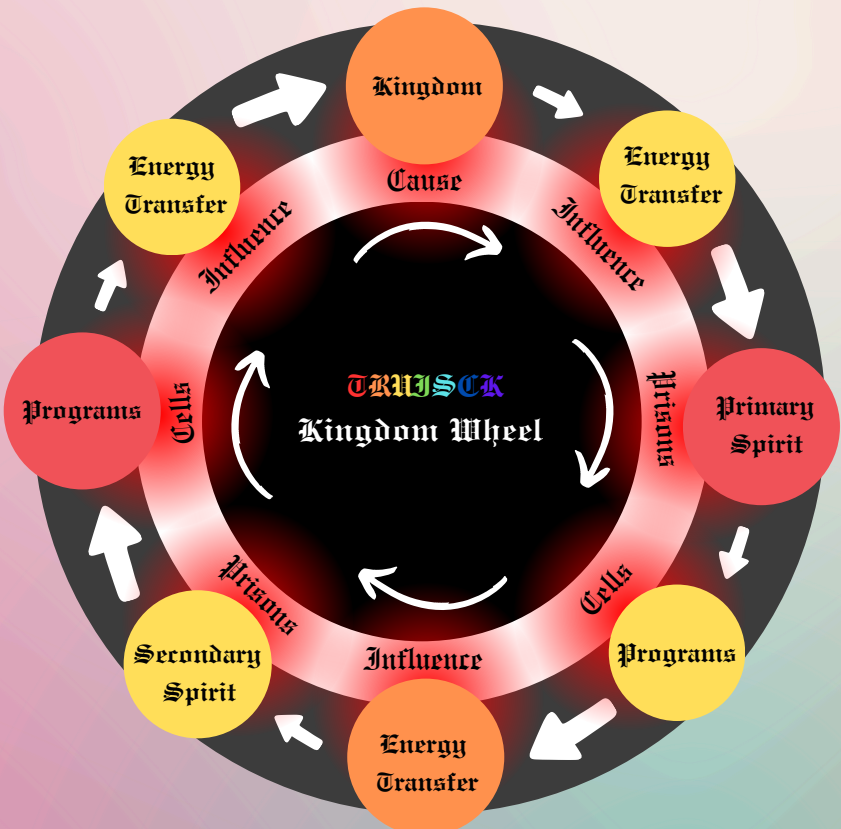 Kingdom
Cause
Energy
Transfer
Influence
Primary
Spirit
Prisons
Programs
Cells
Energy
Transfer
Influence
Secondary
Spirit
Prisons
Programs
Cells
Energy
Transfer
Influence
TRUISCK
Kingdom Wheel